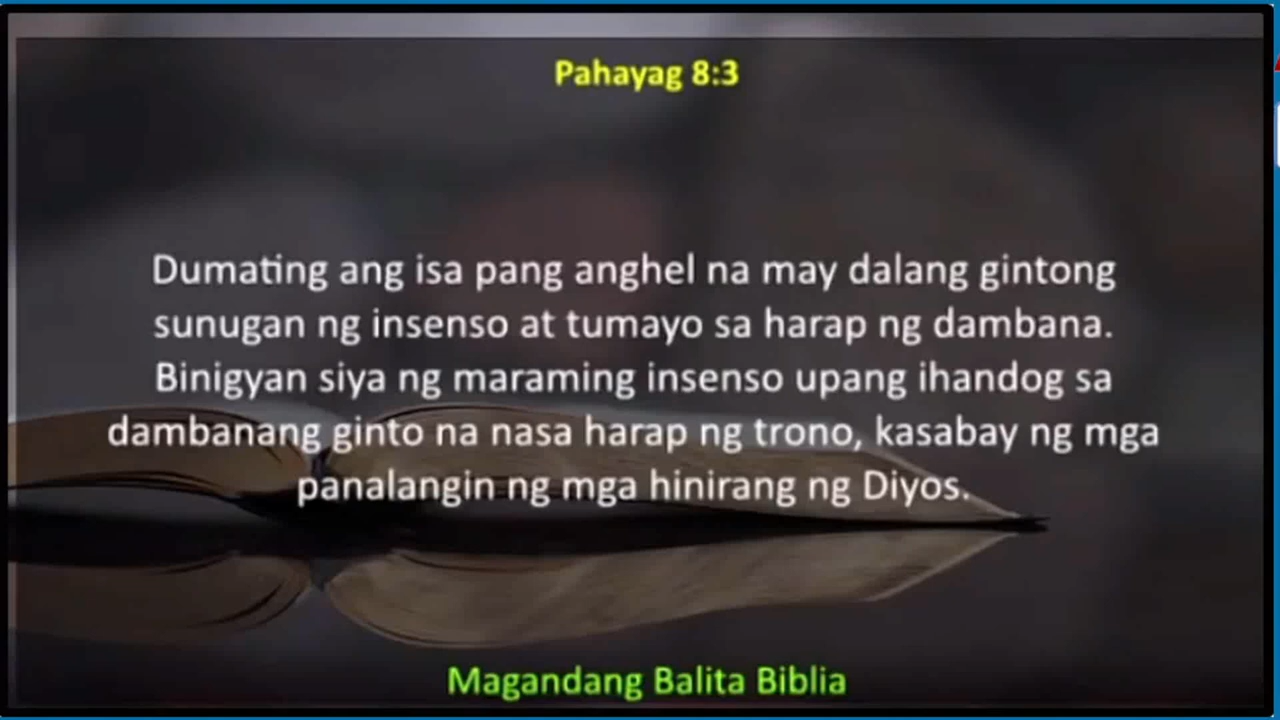 Pahayag 8:3
Dumating ang isa pang anghel na may dalang gintong
sunugan ng insenso at tumayo sa harap ng dambana.
Binigyan siya ng maraming insenso upang ihandog sa
dambanang ginto na nasa harap ng trono, kasabay ng mga
panalangin ng mga hinirang ng Diyos.
Magandang Balita Biblia